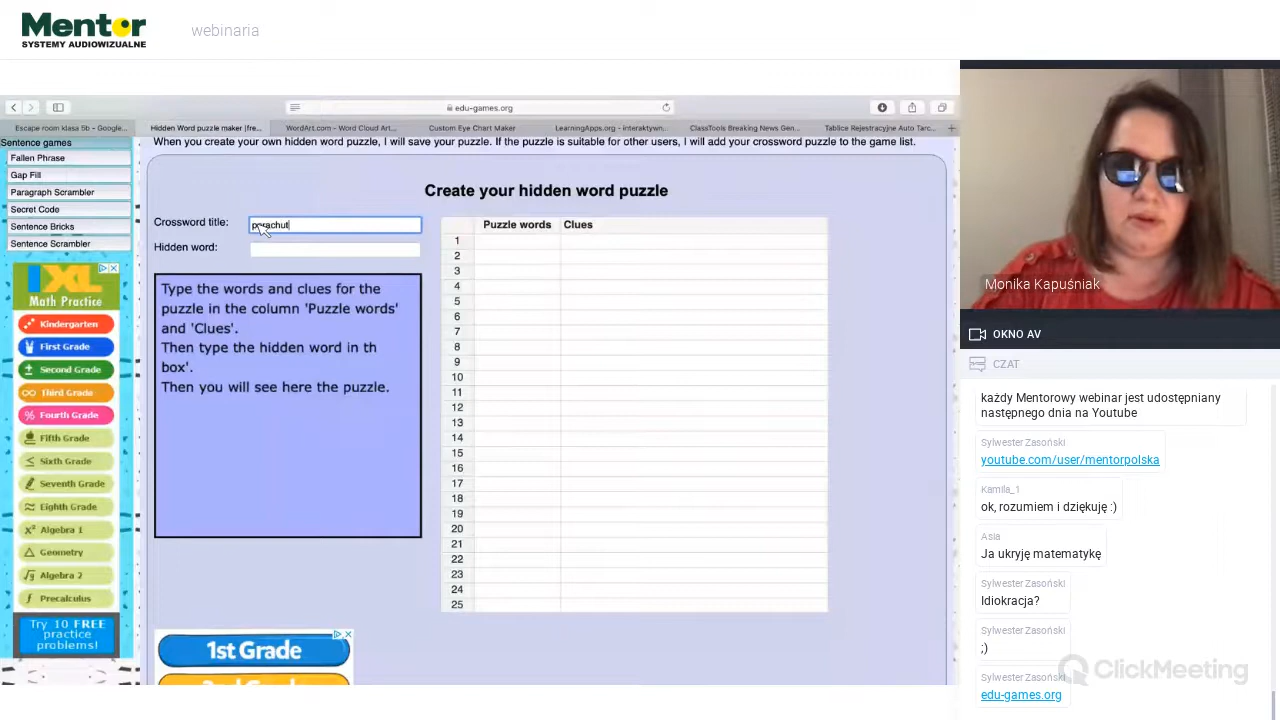 Mentor
SYSTEMY AUDIOWIZUALNE
webinaria
edu-games.org
Escape room klasa 5b - Google...
Hidden Word puzzle maker |fre...
WordArt.com - Word Cloud Art...
Custom Eye Chart Maker
LearningApps.org - interaktywn...
ClassTools Breaking News Gen...
Tablice Rejestracyjne Auto Tarc...
Sentence games
Fallen Phrase
Gap Fill
Paragraph Scrambler
Secret Code
Sentence Bricks
Sentence Scrambler
IXL
Math Practice
Kindergarten
First Grade
Second Grade
Third Grade
Fourth Grade
Fifth Grade
Sixth Grade
Seventh Grade
Eighth Grade
Algebra 1
Geometry
Algebra 2
Precalculus
Try 10 FREE
practice
problems!
When you create your own hidden word puzzle, I will save your puzzle. If the puzzle is suitable for other users, I will add your crossword puzzle to the game list.
Create your hidden word puzzle
Crossword title:
parachut
Hidden word:
Type the words and clues for the
puzzle in the column 'Puzzle words'
and 'Clues'.
Then type the hidden word in th
box'.
Then you will see here the puzzle.
Puzzle words Clues
1
2
3
4
5
6
7
8
9
10
11
12
13
14
15
16
17
18
19
20
21
22
23
24
25
1st Grade
Monika Kapuśniak
OKNO AV
CZAT
każdy Mentorowy webinar jest udostępniany
następnego dnia na Youtube
Sylwester Zasoński
youtube.com/user/mentorpolska
Kamila_1
ok, rozumiem i dziękuję :)
Asia
Ja ukryję matematykę
Sylwester Zasoński
Idiokracja?
Sylwester Zasoński
;)
Sylwester Zasoński
edu-games.org
ClickMeeting